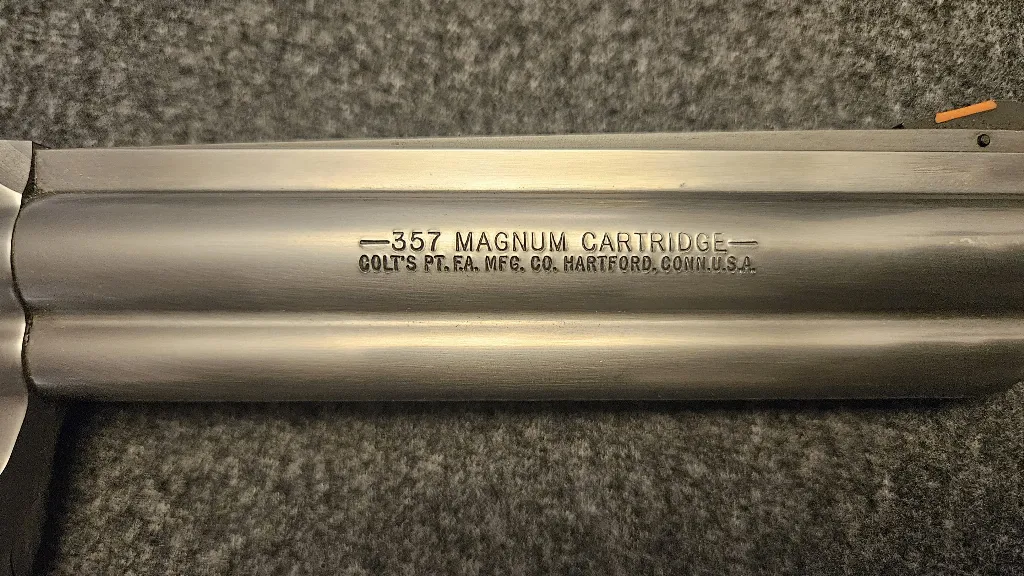 —357 MAGNUM CARTRIDGE—
COLT'S PT. F.A. MFG. CO. HARTFORD, CONN. U.S.A.